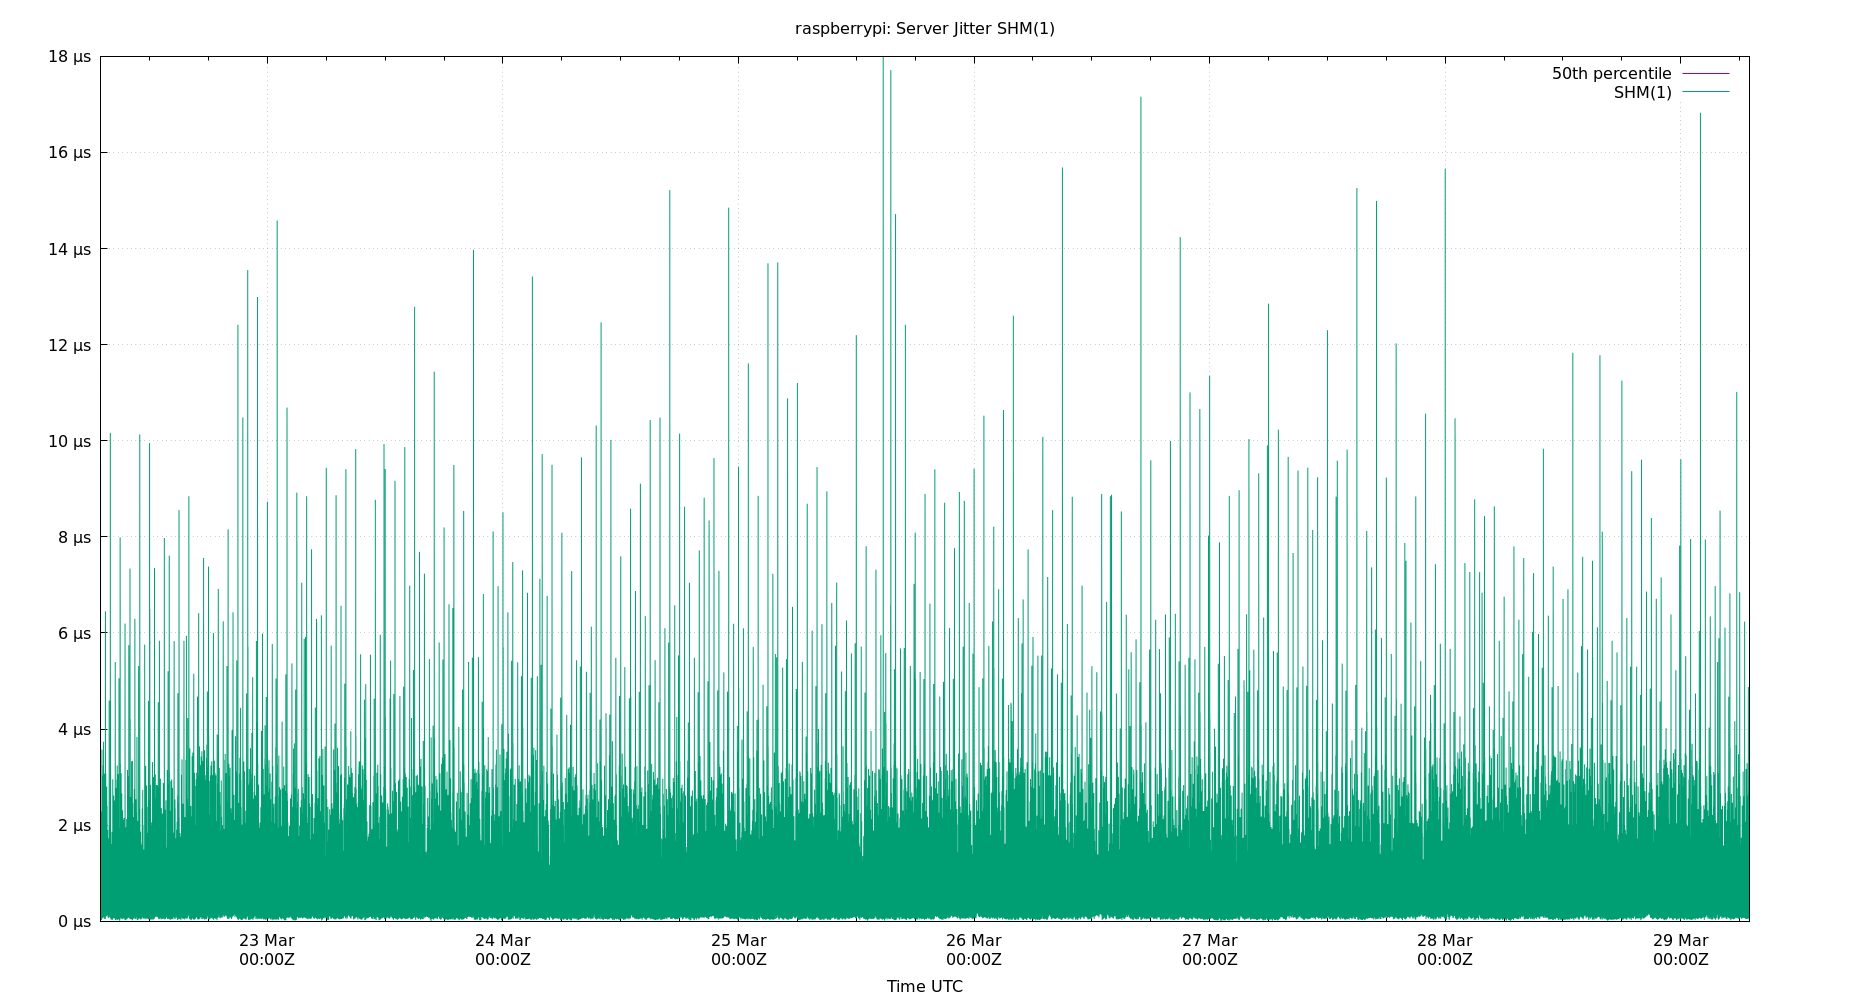 raspberrypi: Server Jitter SHM(1)
18 µs
16 µs
14 µs
12 µs
10 µs
8 µs
6 µs
4 µs
2 µs
0 µs
50th percentile
SHM(1)
23 Mar 24 Mar 25 Mar 26 Mar 27 Mar 28 Mar 29 Mar
00:00Z 00:00Z 00:00Z 00:00Z 00:00Z 00:00Z 00:00Z
Time UTC